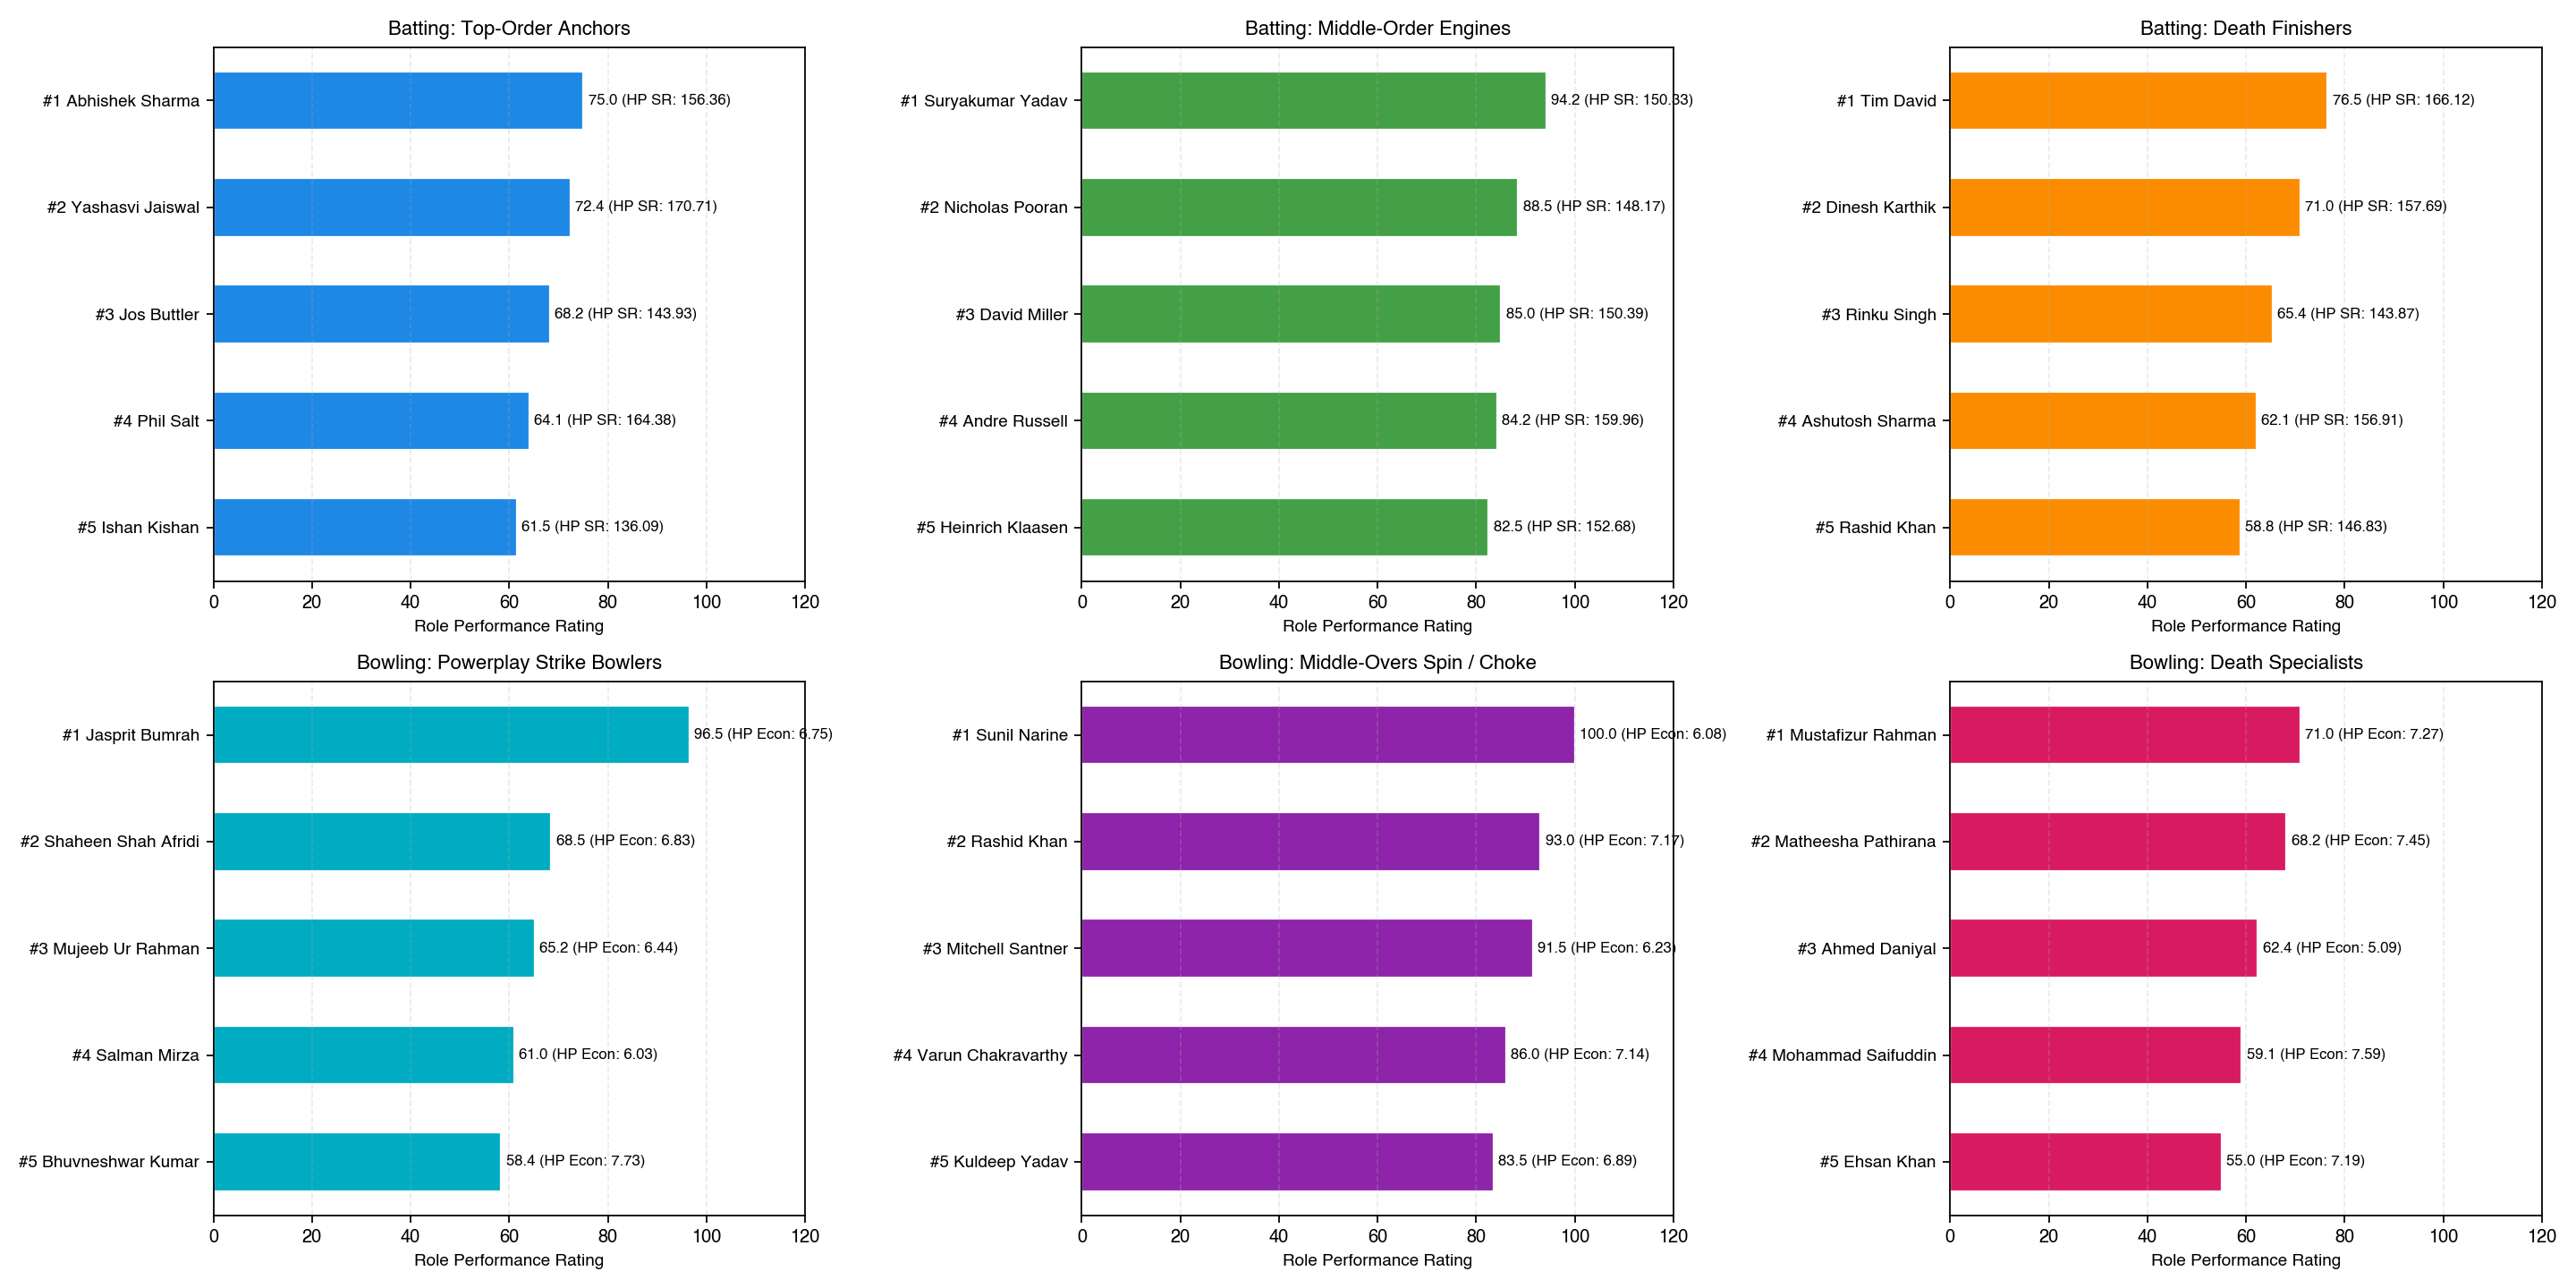 Batting: Top-Order Anchors
#1 Abhishek Sharma
75.0 (HP SR: 156.36)
#2 Yashasvi Jaiswal
72.4 (HP SR: 170.71)
#3 Jos Buttler
68.2 (HP SR: 143.93)
#4 Phil Salt
64.1 (HP SR: 164.38)
#5 Ishan Kishan
61.5 (HP SR: 136.09)
0 20 40 60 80 100 120
Role Performance Rating
Batting: Middle-Order Engines
#1 Suryakumar Yadav
94.2 (HP SR: 150.33)
#2 Nicholas Pooran
88.5 (HP SR: 148.17)
#3 David Miller
85.0 (HP SR: 150.39)
#4 Andre Russell
84.2 (HP SR: 159.96)
#5 Heinrich Klaasen
82.5 (HP SR: 152.68)
0 20 40 60 80 100 120
Role Performance Rating
Batting: Death Finishers
#1 Tim David
76.5 (HP SR: 166.12)
#2 Dinesh Karthik
71.0 (HP SR: 157.69)
#3 Rinku Singh
65.4 (HP SR: 143.87)
#4 Ashutosh Sharma
62.1 (HP SR: 156.91)
#5 Rashid Khan
58.8 (HP SR: 146.83)
0 20 40 60 80 100 120
Role Performance Rating
Bowling: Powerplay Strike Bowlers
#1 Jasprit Bumrah
96.5 (HP Econ: 6.75)
#2 Shaheen Shah Afridi
68.5 (HP Econ: 6.83)
#3 Mujeeb Ur Rahman
65.2 (HP Econ: 6.44)
#4 Salman Mirza
61.0 (HP Econ: 6.03)
#5 Bhuvneshwar Kumar
58.4 (HP Econ: 7.73)
0 20 40 60 80 100 120
Role Performance Rating
Bowling: Middle-Overs Spin / Choke
#1 Sunil Narine
100.0 (HP Econ: 6.08)
#2 Rashid Khan
93.0 (HP Econ: 7.17)
#3 Mitchell Santner
91.5 (HP Econ: 6.23)
#4 Varun Chakravarthy
86.0 (HP Econ: 7.14)
#5 Kuldeep Yadav
83.5 (HP Econ: 6.89)
0 20 40 60 80 100 120
Role Performance Rating
Bowling: Death Specialists
#1 Mustafizur Rahman
71.0 (HP Econ: 7.27)
#2 Matheesha Pathirana
68.2 (HP Econ: 7.45)
#3 Ahmed Daniyal
62.4 (HP Econ: 5.09)
#4 Mohammad Saifuddin
59.1 (HP Econ: 7.59)
#5 Ehsan Khan
55.0 (HP Econ: 7.19)
0 20 40 60 80 100 120
Role Performance Rating